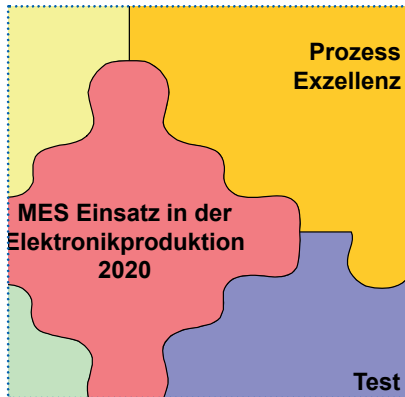 Prozess
Exzellenz
MES Einsatz in der
Elektronikproduktion
2020
Test